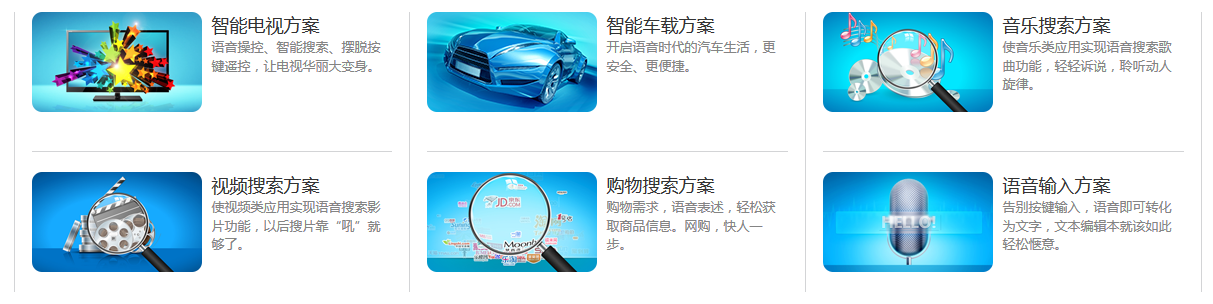 智能电视方案
语音操控、智能搜索、摆脱按
键遥控，让电视华丽大变身。
智能车载方案
开启语音时代的汽车生活，更
安全、更便捷。
音乐搜索方案
使音乐类应用实现语音搜索歌
曲功能，轻轻诉说，聆听动人
旋律。
视频搜索方案
使视频类应用实现语音搜索影
片功能，以后搜片靠“吼”就
够了。
JD京东
JD.COM
Moonb
购物搜索方案
购物需求，语音表述，轻松获
取商品信息。网购，快人一
步。
HELLO!
语音输入方案
告别按键输入，语音即可转化
为文字，文本编辑本就该如此
轻松惬意。